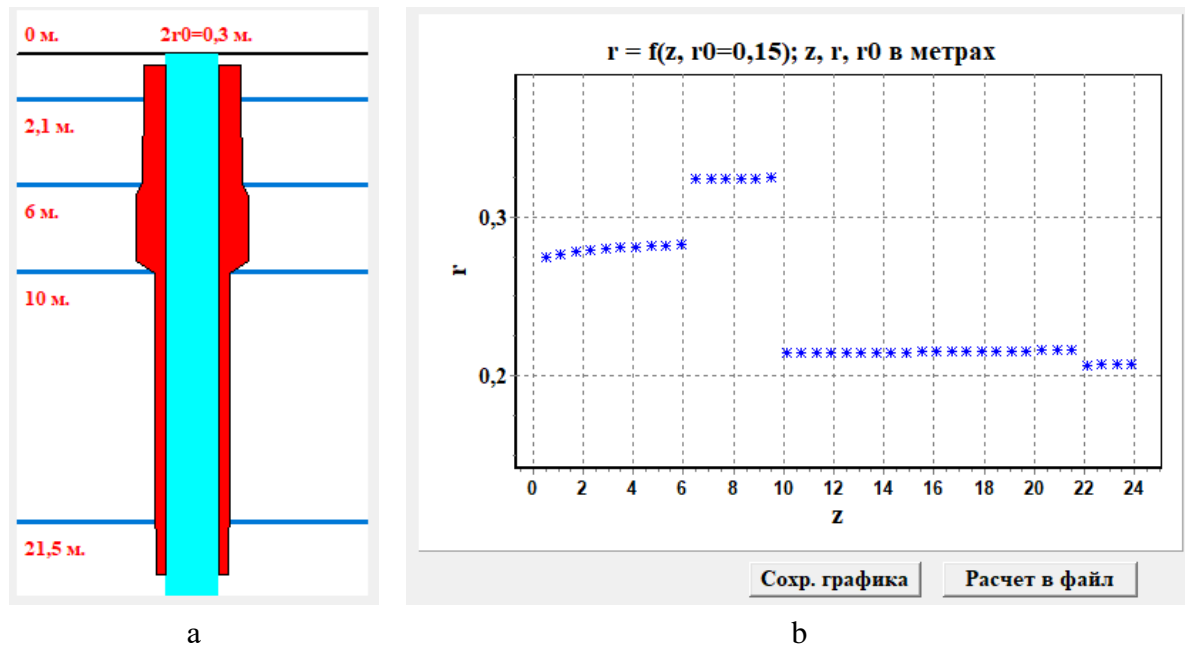 0 м. 2r0=0,3 м.
2,1 м.
6 м.
10 м.
21,5 м.
a
r = f(z, r0=0,15); z, r, r0 в метрах
r
0,3
0,2
0 2 4 6 8 10 12 14 16 18 20 22 24
z
Сохр. графика Расчет в файл
b